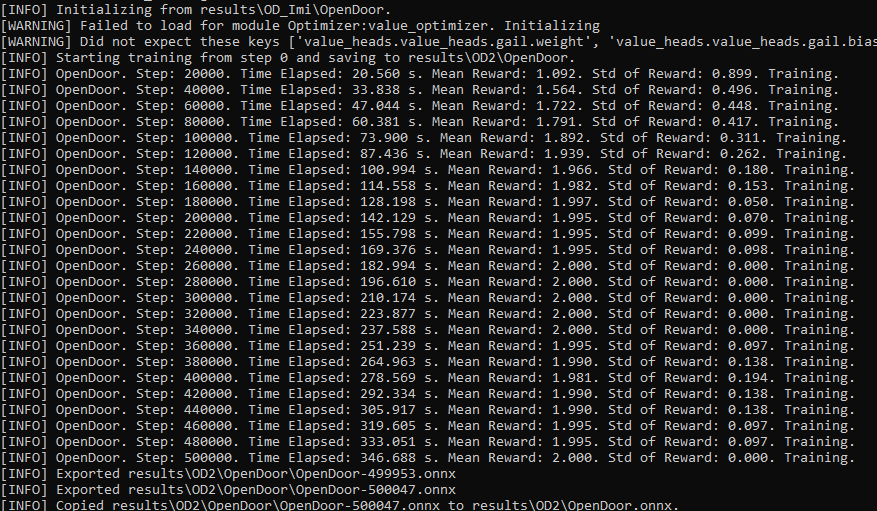 [INFO] Initializing from results\OD_Imi\OpenDoor.
[WARNING] Failed to load for module Optimizer:value_optimizer. Initializing
[WARNING] Did not expect these keys ['value_heads.value_heads.gail.weight', 'value_heads.value_heads.gail.bias
[INFO] Starting training from step 0 and saving to results\OD2\OpenDoor.
[INFO] OpenDoor. Step: 20000. Time Elapsed: 20.560 s. Mean Reward: 1.092. Std of Reward: 0.899. Training.
[INFO] OpenDoor. Step: 40000. Time Elapsed: 33.838 s. Mean Reward: 1.564. Std of Reward: 0.496. Training.
[INFO] OpenDoor. Step: 60000. Time Elapsed: 47.044 s. Mean Reward: 1.722. Std of Reward: 0.448. Training.
[INFO] OpenDoor. Step: 80000. Time Elapsed: 60.381 s. Mean Reward: 1.791. Std of Reward: 0.417. Training.
[INFO] OpenDoor. Step: 100000. Time Elapsed: 73.900 s. Mean Reward: 1.892. Std of Reward: 0.311. Training.
[INFO] OpenDoor. Step: 120000. Time Elapsed: 87.436 s. Mean Reward: 1.939. Std of Reward: 0.262. Training.
[INFO] OpenDoor. Step: 140000. Time Elapsed: 100.994 s. Mean Reward: 1.966. Std of Reward: 0.180. Training.
[INFO] OpenDoor. Step: 160000. Time Elapsed: 114.558 s. Mean Reward: 1.982. Std of Reward: 0.153. Training.
[INFO] OpenDoor. Step: 180000. Time Elapsed: 128.198 s. Mean Reward: 1.997. Std of Reward: 0.050. Training.
[INFO] OpenDoor. Step: 200000. Time Elapsed: 142.129 s. Mean Reward: 1.995. Std of Reward: 0.070. Training.
[INFO] OpenDoor. Step: 220000. Time Elapsed: 155.798 s. Mean Reward: 1.995. Std of Reward: 0.099. Training.
[INFO] OpenDoor. Step: 240000. Time Elapsed: 169.376 s. Mean Reward: 1.995. Std of Reward: 0.098. Training.
[INFO] OpenDoor. Step: 260000. Time Elapsed: 182.994 s. Mean Reward: 2.000. Std of Reward: 0.000. Training.
[INFO] OpenDoor. Step: 280000. Time Elapsed: 196.610 s. Mean Reward: 2.000. Std of Reward: 0.000. Training.
[INFO] OpenDoor. Step: 300000. Time Elapsed: 210.174 s. Mean Reward: 2.000. Std of Reward: 0.000. Training.
[INFO] OpenDoor. Step: 320000. Time Elapsed: 223.877 s. Mean Reward: 2.000. Std of Reward: 0.000. Training.
[INFO] OpenDoor. Step: 340000. Time Elapsed: 237.588 s. Mean Reward: 2.000. Std of Reward: 0.000. Training.
[INFO] OpenDoor. Step: 360000. Time Elapsed: 251.239 s. Mean Reward: 1.995. Std of Reward: 0.097. Training.
[INFO] OpenDoor. Step: 380000. Time Elapsed: 264.963 s. Mean Reward: 1.990. Std of Reward: 0.138. Training.
[INFO] OpenDoor. Step: 400000. Time Elapsed: 278.569 s. Mean Reward: 1.981. Std of Reward: 0.194. Training.
[INFO] OpenDoor. Step: 420000. Time Elapsed: 292.334 s. Mean Reward: 1.990. Std of Reward: 0.138. Training.
[INFO] OpenDoor. Step: 440000. Time Elapsed: 305.917 s. Mean Reward: 1.990. Std of Reward: 0.138. Training.
[INFO] OpenDoor. Step: 460000. Time Elapsed: 319.605 s. Mean Reward: 1.995. Std of Reward: 0.097. Training.
[INFO] OpenDoor. Step: 480000. Time Elapsed: 333.051 s. Mean Reward: 1.995. Std of Reward: 0.097. Training.
[INFO] OpenDoor. Step: 500000. Time Elapsed: 346.688 s. Mean Reward: 2.000. Std of Reward: 0.000. Training.
[INFO] Exported results\OD2\OpenDoor\OpenDoor-499953.onnx
[INFO] Exported results\OD2\OpenDoor\OpenDoor-500047.onnx
[INFO] Copied results\OD2\OpenDoor\OpenDoor-500047.onnx to results\OD2\OpenDoor.onnx.